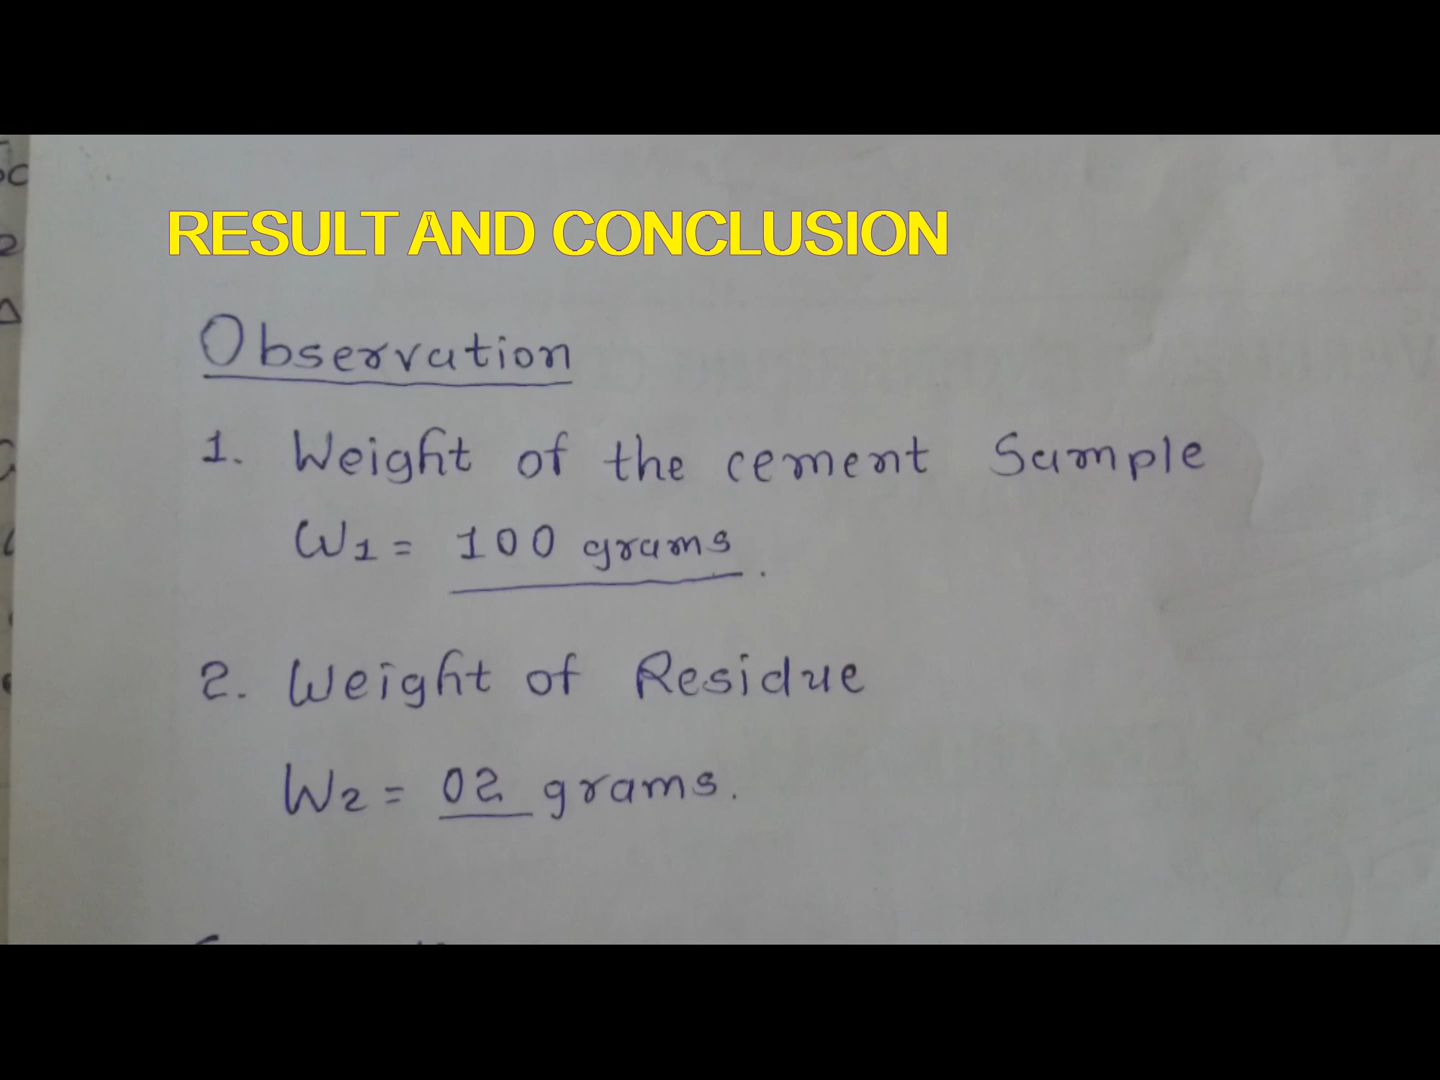 RESULT AND CONCLUSION
Observation
1. Weight of the cement Sample
W1 = 100 grams.
2. Weight of Residue
W2 = 02 grams.